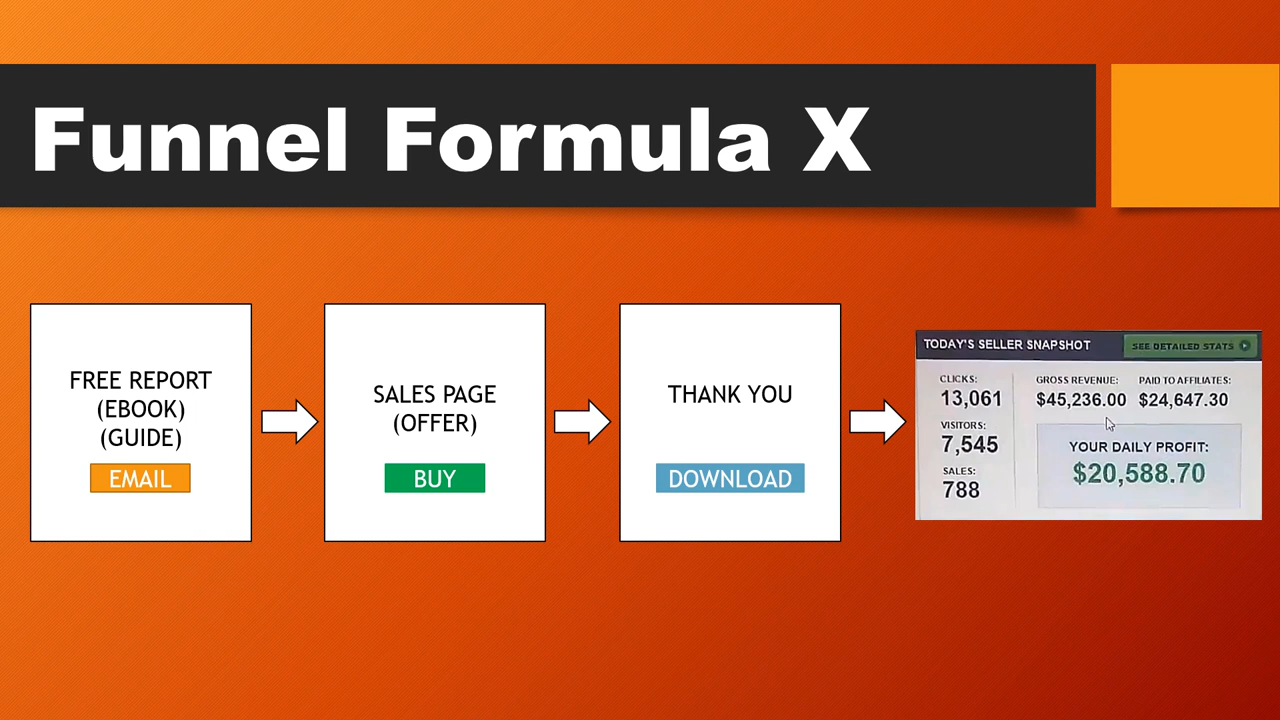 Funnel Formula X
FREE REPORT
(EBOOK)
(GUIDE)
EMAIL
SALES PAGE
(OFFER)
BUY
THANK YOU
DOWNLOAD
TODAY'S SELLER SNAPSHOT
SEE DETAILED STATS
CLICKS:
13,061
VISITORS:
7,545
SALES:
788
GROSS REVENUE:
$45,236.00
PAID TO AFFILIATES:
$24,647.30
YOUR DAILY PROFIT:
$20,588.70